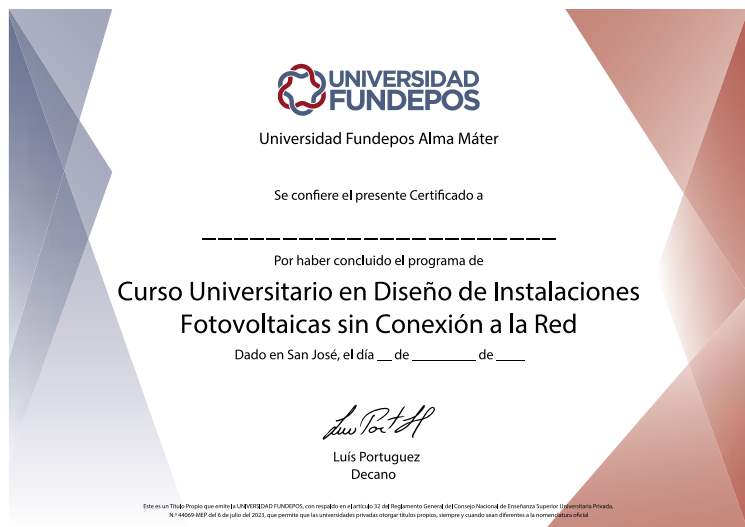 UNIVERSIDAD
FUNDEPOS
Universidad Fundepos Alma Máter
Se confiere el presente Certificado a
Por haber concluido el programa de
Curso Universitario en Diseño de Instalaciones
Fotovoltaicas sin Conexión a la Red
Dado en San José, el día __ de _________ de ____
Luís Portuguez
Decano
Este es un Título Propio que emite la UNIVERSIDAD FUNDEPOS, con respaldo en el artículo 32 del Reglamento General del Consejo Nacional de Enseñanza Superior Universitaria Privada,
N.º 44069-MEP del 6 de julio del 2023, que permite que las universidades privadas otorgar títulos propios, siempre y cuando sean diferentes a la nomenclatura oficial